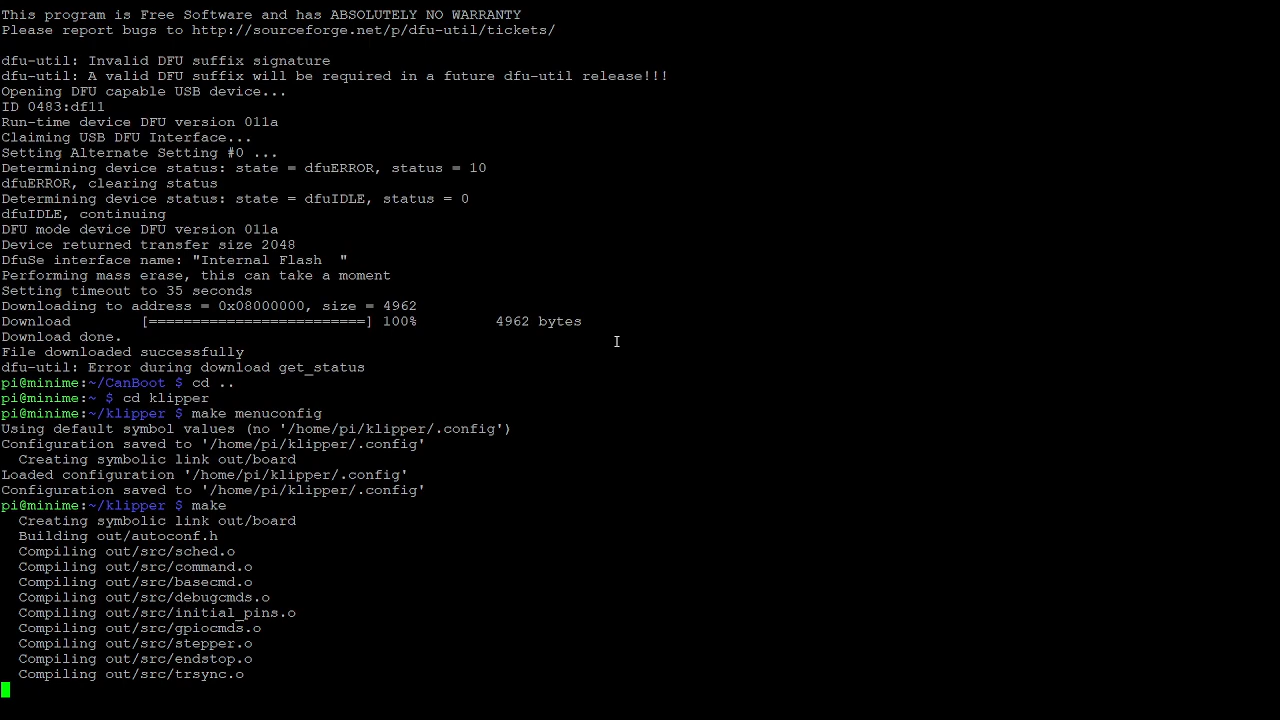 This program is Free Software and has ABSOLUTELY NO WARRANTY
Please report bugs to http://sourceforge.net/p/dfu-util/tickets/
dfu-util: Invalid DFU suffix signature
dfu-util: A valid DFU suffix will be required in a future dfu-util release!!!
Opening DFU capable USB device...
ID 0483:df11
Run-time device DFU version 011a
Claiming USB DFU Interface...
Setting Alternate Setting #0 ...
Determining device status: state = dfuERROR, status = 10
dfuERROR, clearing status
Determining device status: state = dfuIDLE, status = 0
dfuIDLE, continuing
DFU mode device DFU version 011a
Device returned transfer size 2048
DfuSe interface name: "Internal Flash  "
Performing mass erase, this can take a moment
Setting timeout to 35 seconds
Downloading to address = 0x08000000, size = 4962
Download        [=========================] 100%         4962 bytes
Download done.
File downloaded successfully
dfu-util: Error during download get_status
pi@minime:~/CanBoot $ cd ..
pi@minime:~ $ cd klipper
pi@minime:~/klipper $ make menuconfig
Using default symbol values (no '/home/pi/klipper/.config')
Configuration saved to '/home/pi/klipper/.config'
  Creating symbolic link out/board
Loaded configuration '/home/pi/klipper/.config'
Configuration saved to '/home/pi/klipper/.config'
pi@minime:~/klipper $ make
  Creating symbolic link out/board
  Building out/autoconf.h
  Compiling out/src/sched.o
  Compiling out/src/command.o
  Compiling out/src/basecmd.o
  Compiling out/src/debugcmds.o
  Compiling out/src/initial_pins.o
  Compiling out/src/gpiocmds.o
  Compiling out/src/stepper.o
  Compiling out/src/endstop.o
  Compiling out/src/trsync.o